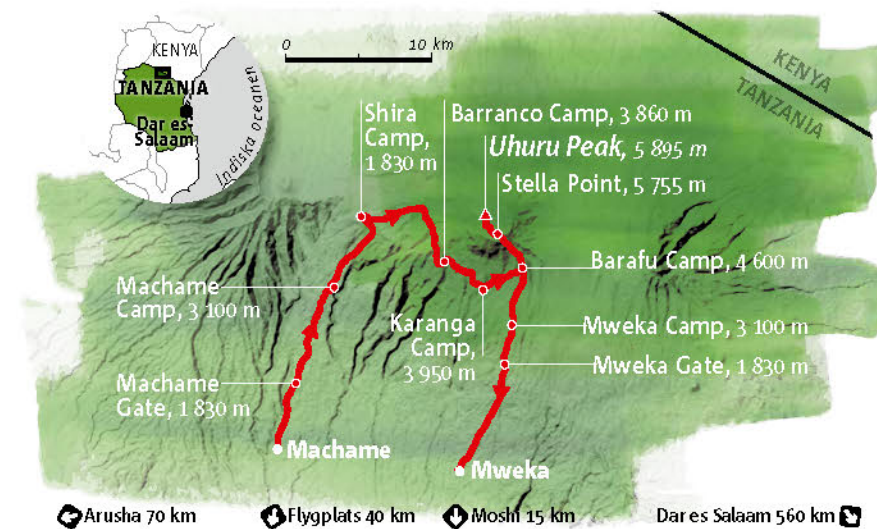 KENYA
TANZANIA
Dar es
Salaam
Indiska oceanen
0 10 km
KENYA
TANZANIA
Shira
Camp,
1 830 m
Barranco Camp, 3 860 m
Uhuru Peak, 5 895 m
Stella Point, 5 755 m
Machame
Camp, 3 100 m
Barafu Camp, 4 600 m
Karanga
Camp,
3 950 m
Mweka Camp, 3 100 m
Mweka Gate, 1 830 m
Machame
Gate, 1 830 m
Machame
Mweka
Arusha 70 km
Flygplats 40 km
Moshi 15 km
Dar es Salaam 560 km